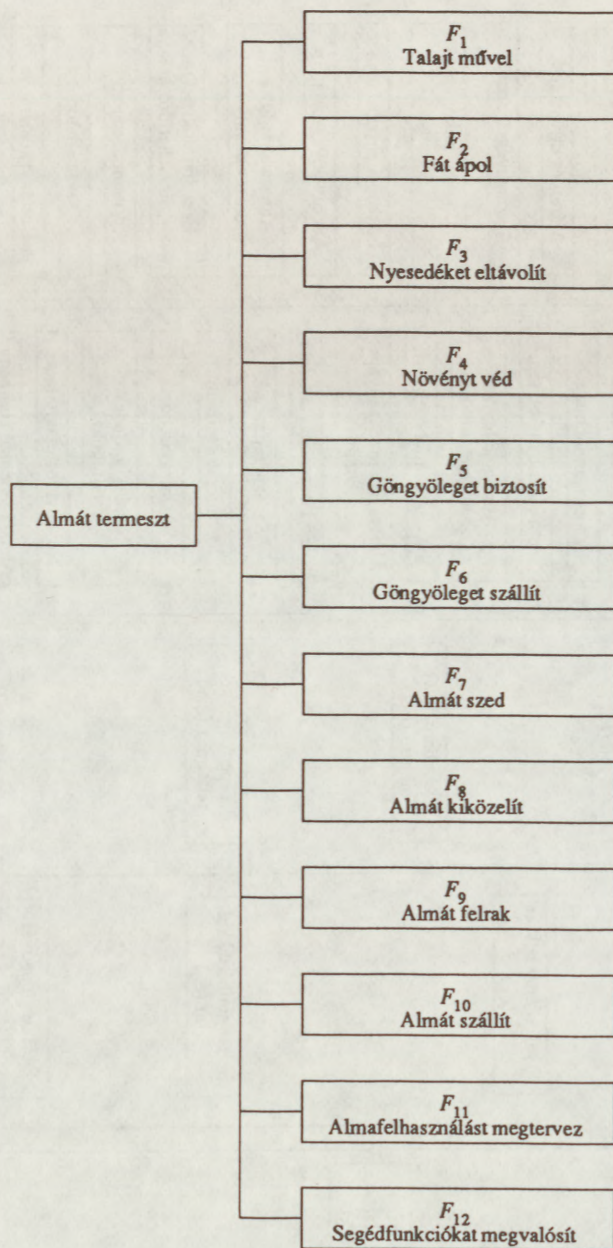 F₁
Talajt művel
F₂
Fát ápol
F₃
Nyesedéket eltávolít
F₄
Növényt véd
F₅
Göngyöleget biztosít
Almát termeszt
F₆
Göngyöleget szállít
F₇
Almát szed
F₈
Almát kiközelít
F₉
Almát felrak
F₁₀
Almát szállít
F₁₁
Almafelhasználást megtervez
F₁₂
Segédfunkciókat megvalósít